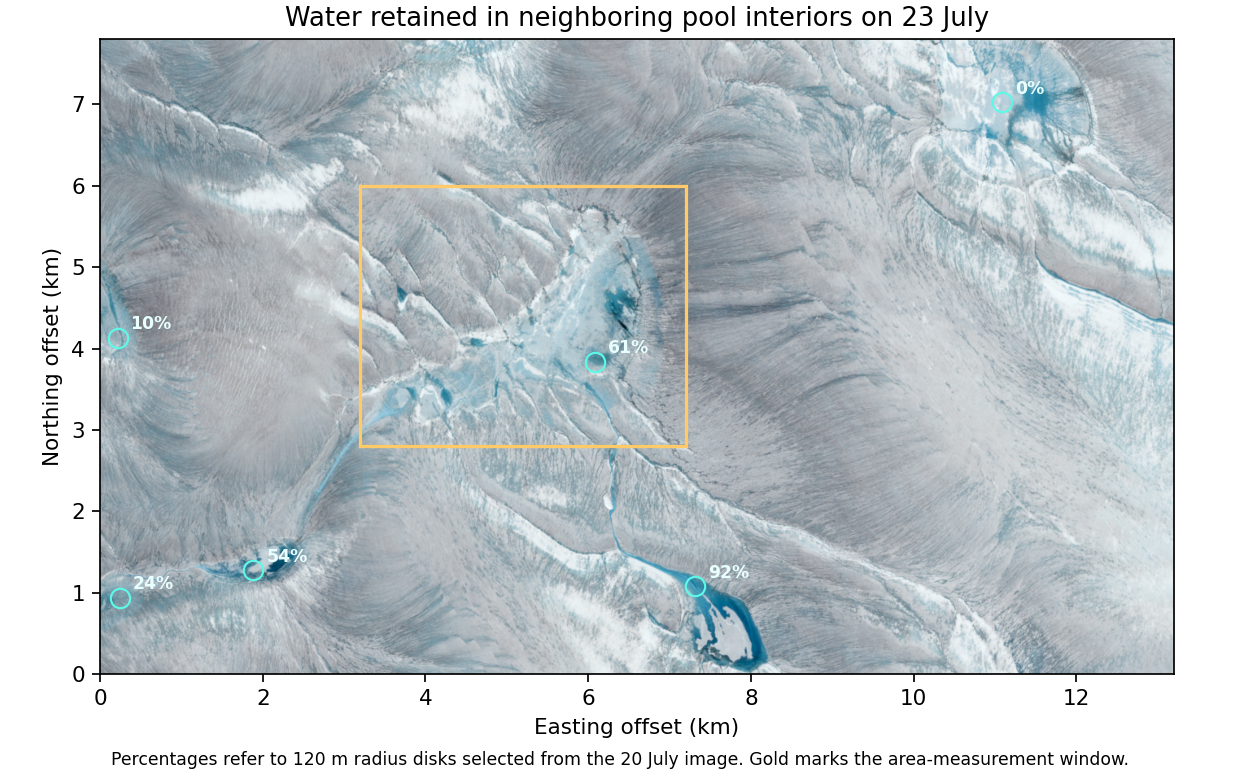 Water retained in neighboring pool interiors on 23 July
0%
10%
61%
54%
24%
92%
7
6
5
4
3
2
1
0
Northing offset (km)
0 2 4 6 8 10 12
Easting offset (km)
Percentages refer to 120 m radius disks selected from the 20 July image. Gold marks the area-measurement window.